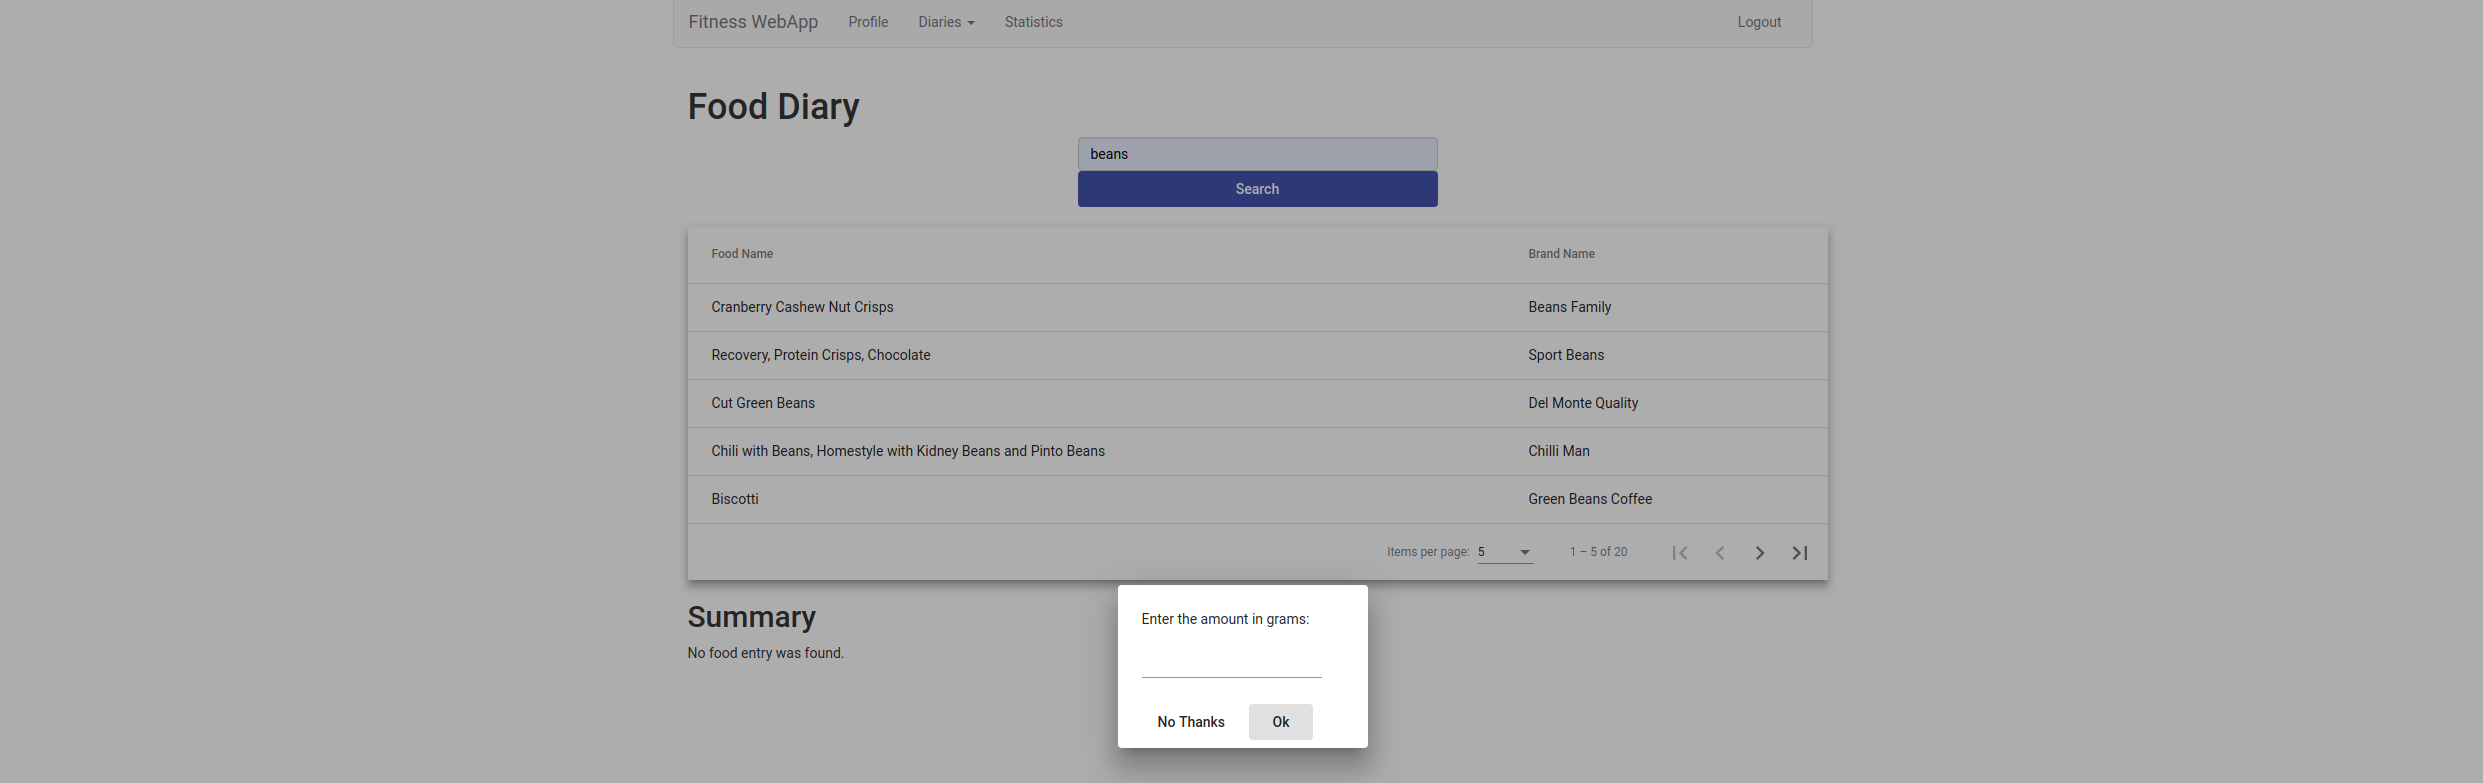 Fitness WebApp Profile Diaries Statistics Logout
Food Diary
beans
Search
Food Name Brand Name
Cranberry Cashew Nut Crisps Beans Family
Recovery, Protein Crisps, Chocolate Sport Beans
Cut Green Beans Del Monte Quality
Chili with Beans, Homestyle with Kidney Beans and Pinto Beans Chilli Man
Biscotti Green Beans Coffee
Items per page: 5 1 – 5 of 20
Summary
No food entry was found.
Enter the amount in grams:
No Thanks Ok